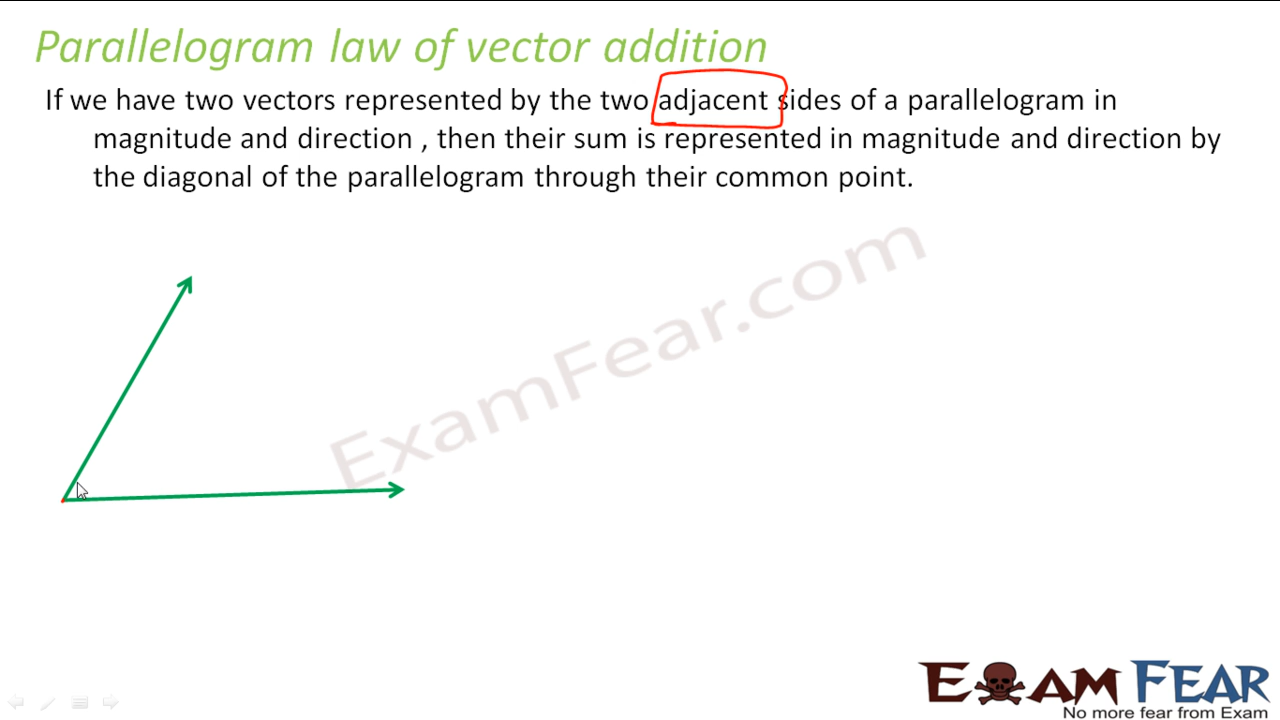 Parallelogram law of vector addition
If we have two vectors represented by the two adjacent sides of a parallelogram in
magnitude and direction , then their sum is represented in magnitude and direction by
the diagonal of the parallelogram through their common point.
ExamFear.com
EXAM FEAR
No more fear from Exam